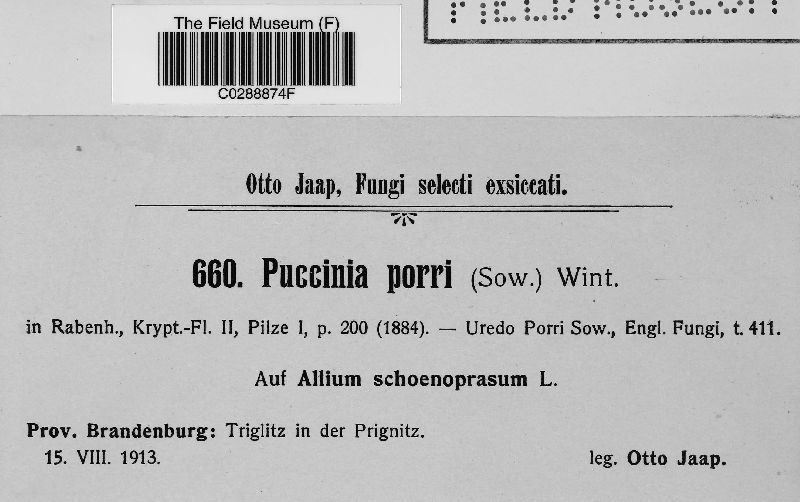 The Field Museum (F)
C0288874F
Otto Jaap, Fungi selecti exsiccati.
660. Puccinia porri (Sow.) Wint.
in Rabenh., Krypt.-Fl. II, Pilze I, p. 200 (1884). — Uredo Porri Sow., Engl. Fungi, t. 411.
Auf Allium schoenoprasum L.
Prov. Brandenburg: Triglitz in der Prignitz.
15. VIII. 1913. leg. Otto Jaap.